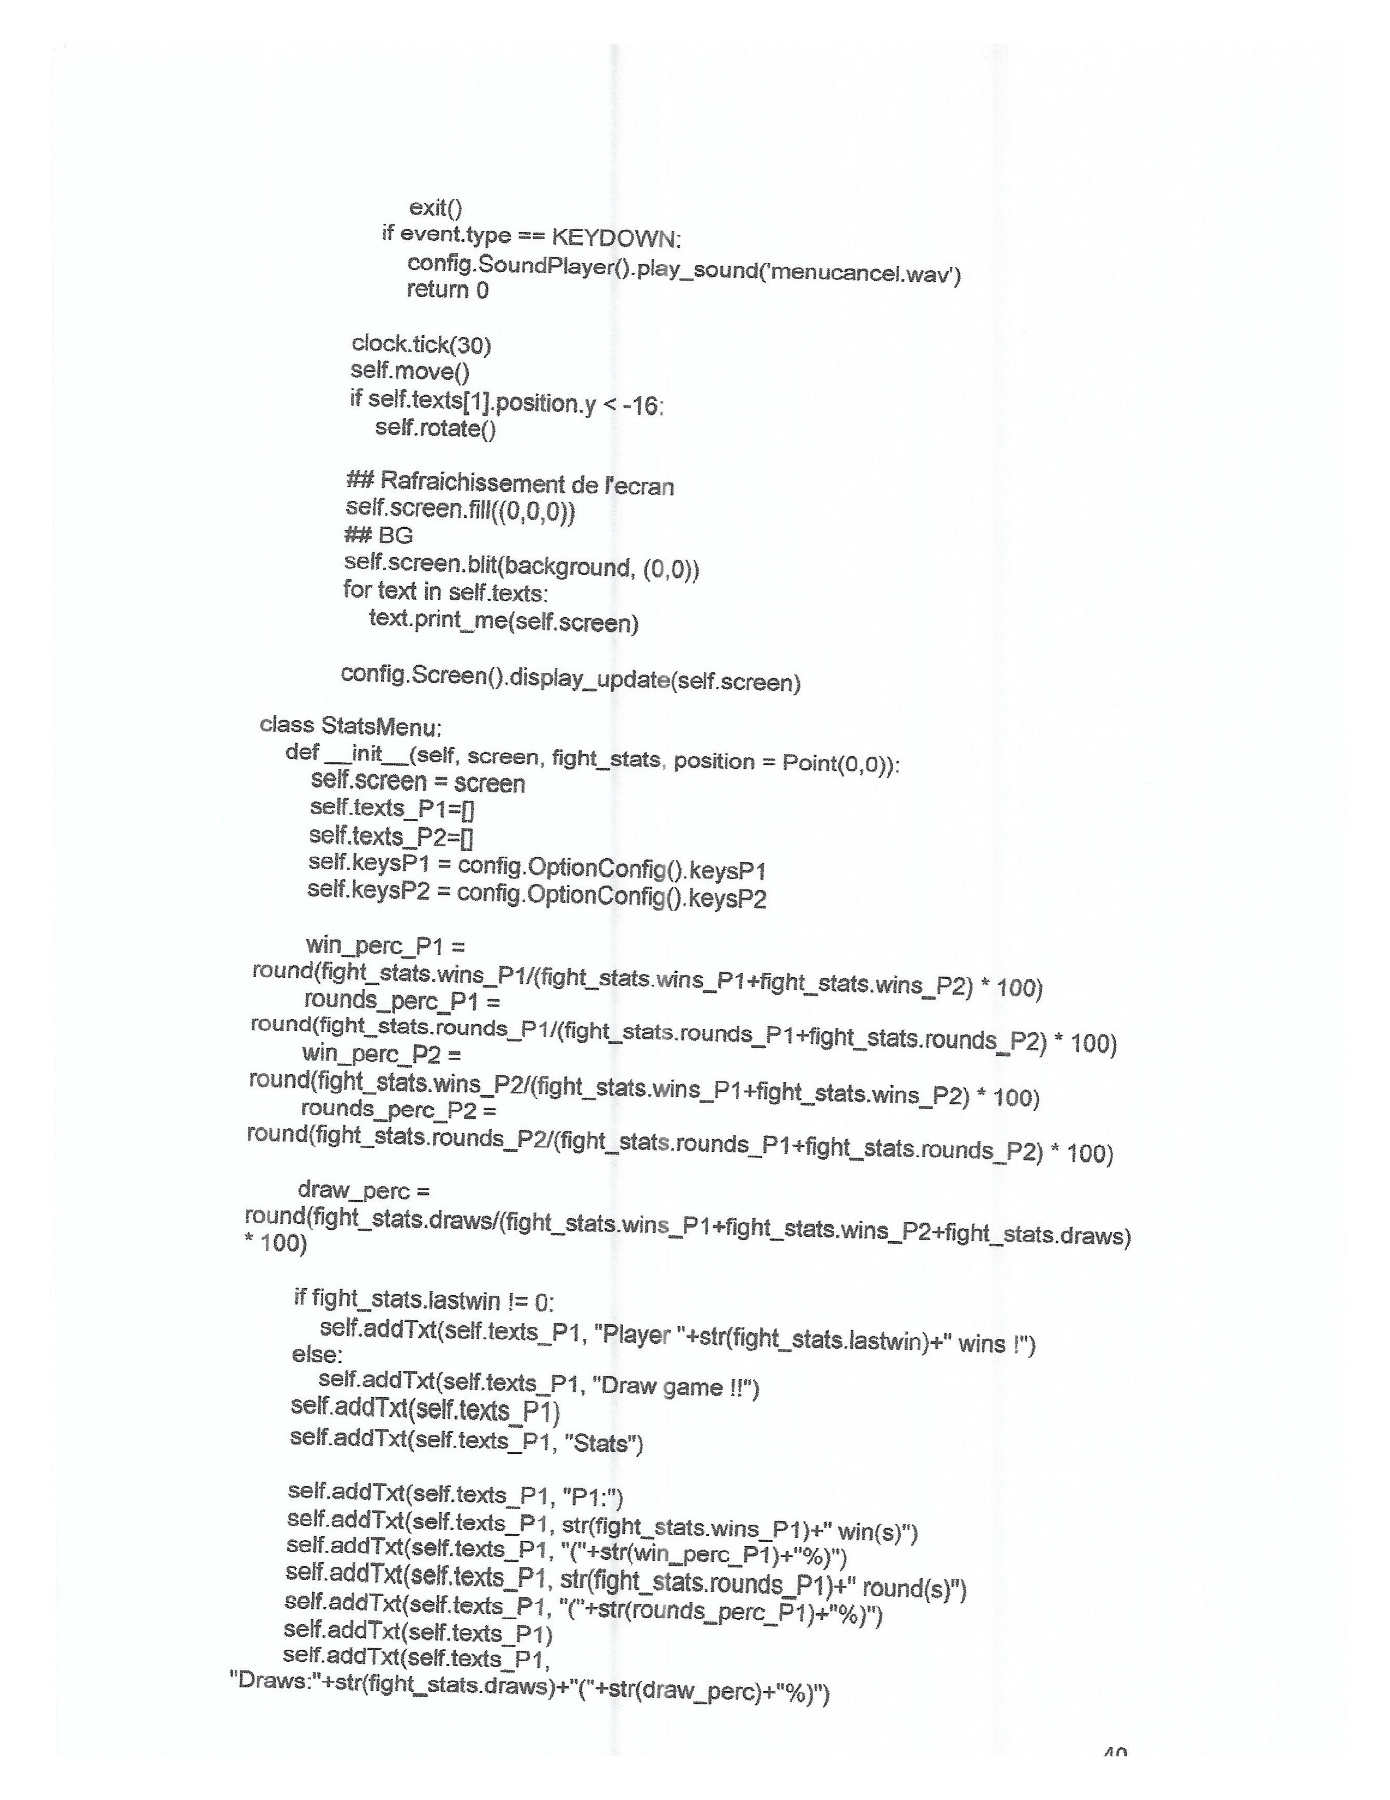 exit()
if event.type == KEYDOWN:
config.SoundPlayer().play_sound('menucancel.wav')
return 0
clock.tick(30)
self.move()
if self.texts[1].position.y < -16:
self.rotate()
## Rafraichissement de l'ecran
self.screen.fill((0,0,0))
## BG
self.screen.blit(background, (0,0))
for text in self.texts:
text.print_me(self.screen)
config.Screen().display_update(self.screen)
class StatsMenu:
def __init__(self, screen, fight_stats, position = Point(0,0)):
self.screen = screen
self.texts_P1=[]
self.texts_P2=[]
self.keysP1 = config.OptionConfig().keysP1
self.keysP2 = config.OptionConfig().keysP2
win_perc_P1 =
round(fight_stats.wins_P1/(fight_stats.wins_P1+fight_stats.wins_P2) * 100)
rounds_perc_P1 =
round(fight_stats.rounds_P1/(fight_stats.rounds_P1+fight_stats.rounds_P2) * 100)
win_perc_P2 =
round(fight_stats.wins_P2/(fight_stats.wins_P1+fight_stats.wins_P2) * 100)
rounds_perc_P2 =
round(fight_stats.rounds_P2/(fight_stats.rounds_P1+fight_stats.rounds_P2) * 100)
draw_perc =
round(fight_stats.draws/(fight_stats.wins_P1+fight_stats.wins_P2+fight_stats.draws)
* 100)
if fight_stats.lastwin != 0:
self.addTxt(self.texts_P1, "Player "+str(fight_stats.lastwin)+" wins !")
else:
self.addTxt(self.texts_P1, "Draw game !!")
self.addTxt(self.texts_P1)
self.addTxt(self.texts_P1, "Stats")
self.addTxt(self.texts_P1, "P1:")
self.addTxt(self.texts_P1, str(fight_stats.wins_P1)+" win(s)")
self.addTxt(self.texts_P1, "("+str(win_perc_P1)+"%)")
self.addTxt(self.texts_P1, str(fight_stats.rounds_P1)+" round(s)")
self.addTxt(self.texts_P1, "("+str(rounds_perc_P1)+"%)")
self.addTxt(self.texts_P1)
self.addTxt(self.texts_P1,
"Draws:"+str(fight_stats.draws)+"("+str(draw_perc)+"%)")